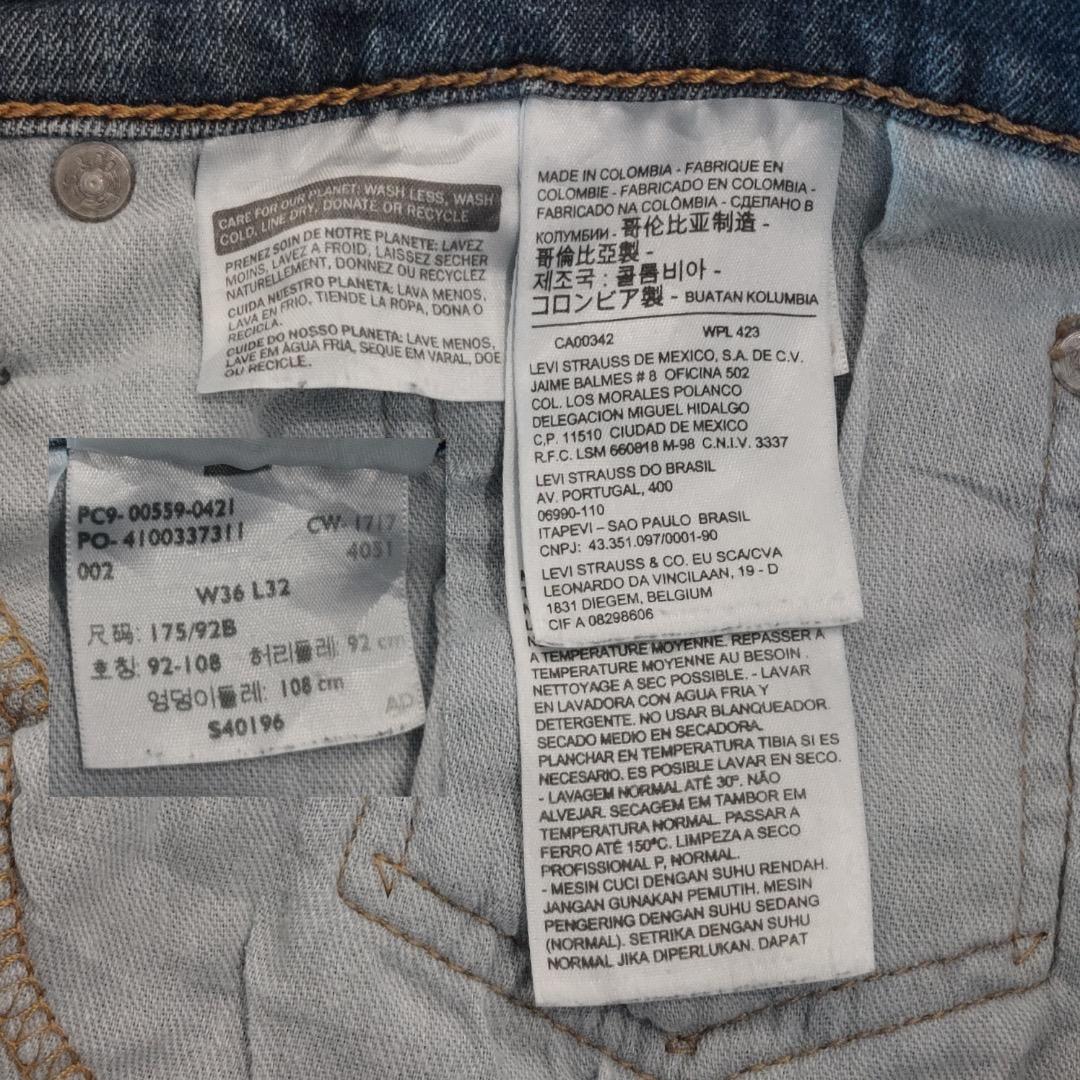 CARE FOR OUR PLANET: WASH LESS, WASH
COLD, LINE DRY, DONATE OR RECYCLE
PRENEZ SOIN DE NOTRE PLANETE: LAVEZ
MOINS, LAVEZ A FROID, LAISSEZ SECHER
NATURELLEMENT, DONNEZ OU RECYCLEZ
CUIDA NUESTRO PLANETA: LAVA MENOS,
LAVA EN FRIO, TIENDE LA ROPA, DONA O
RECICLA.
CUIDE DO NOSSO PLANETA: LAVE MENOS,
LAVE EM ÁGUA FRIA, SEQUE EM VARAL, DOE
OU RECICLE.
MADE IN COLOMBIA - FABRIQUE EN
COLOMBIE - FABRICADO EN COLOMBIA -
FABRICADO NA COLÔMBIA - СДЕЛАНО В
КОЛУМБИИ - 哥伦比亚制造 -
哥倫比亞製 -
제조국 : 콜롬비아 -
コロンビア製 - BUATAN KOLUMBIA
CA00342 WPL 423
LEVI STRAUSS DE MEXICO, S.A. DE C.V.
JAIME BALMES # 8 OFICINA 502
COL. LOS MORALES POLANCO
DELEGACION MIGUEL HIDALGO
C.P. 11510 CIUDAD DE MEXICO
R.F.C. LSM 660818 M-98 C.N.I.V. 3337
LEVI STRAUSS DO BRASIL
AV. PORTUGAL, 400
06990-110
ITAPEVI – SAO PAULO BRASIL
CNPJ: 43.351.097/0001-90
LEVI STRAUSS & CO. EU SCA/CVA
LEONARDO DA VINCILAAN, 19 - D
1831 DIEGEM, BELGIUM
CIF A 08298606
A TEMPERATURE MOYENNE. REPASSER A
TEMPERATURE MOYENNE AU BESOIN .
NETTOYAGE A SEC POSSIBLE. - LAVAR
EN LAVADORA CON AGUA FRIA Y
DETERGENTE. NO USAR BLANQUEADOR.
SECADO MEDIO EN SECADORA.
PLANCHAR EN TEMPERATURA TIBIA SI ES
NECESARIO. ES POSIBLE LAVAR EN SECO.
- LAVAGEM NORMAL ATÉ 30º. NÃO
ALVEJAR. SECAGEM EM TAMBOR EM
TEMPERATURA NORMAL. PASSAR A
FERRO ATÉ 150ºC. LIMPEZA A SECO
PROFISSIONAL P, NORMAL.
- MESIN CUCI DENGAN SUHU RENDAH.
JANGAN GUNAKAN PEMUTIH. MESIN
PENGERING DENGAN SUHU SEDANG
(NORMAL). SETRIKA DENGAN SUHU
NORMAL JIKA DIPERLUKAN. DAPAT
PC9- 00559-0421
PO- 4100337311 CW- 1717
002 4051
W36 L32
尺码: 175/92B
호칭: 92-108 허리둘레: 92 cm
엉덩이둘레: 108 cm
AD
S40196